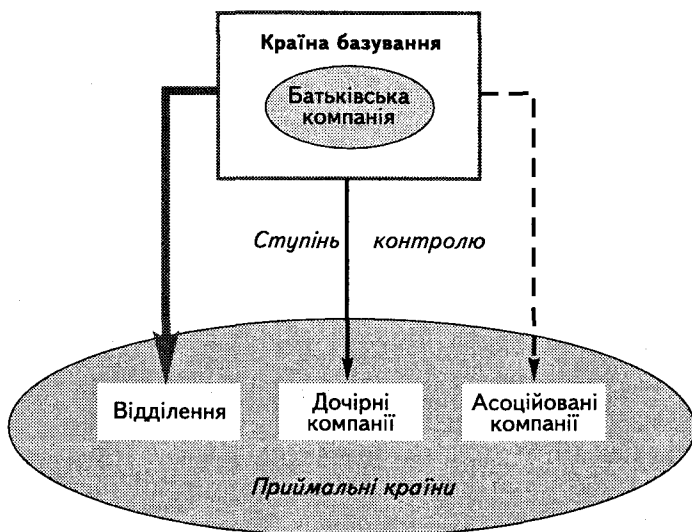 Країна базування
Батьківська
компанія
Ступінь контролю
Відділення
Дочірні
компанії
Асоційовані
компанії
Приймальні країни